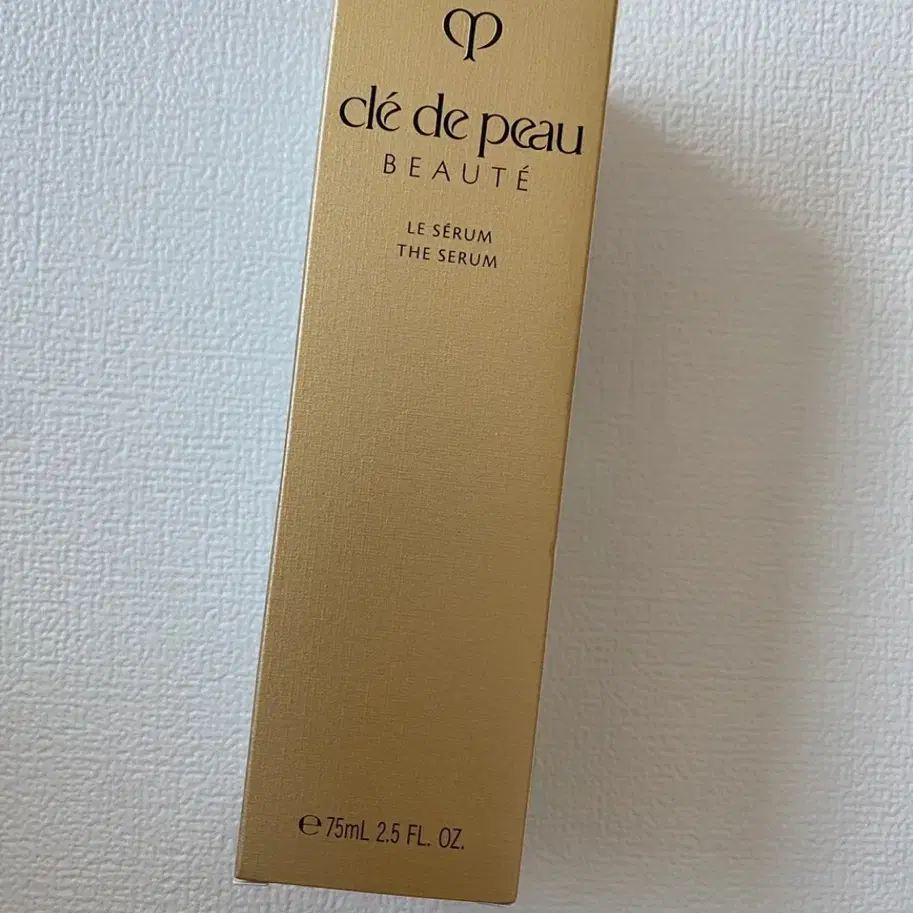 clé de peau
BEAUTÉ
LE SÉRUM
THE SERUM
℮ 75mL 2.5 FL. OZ.